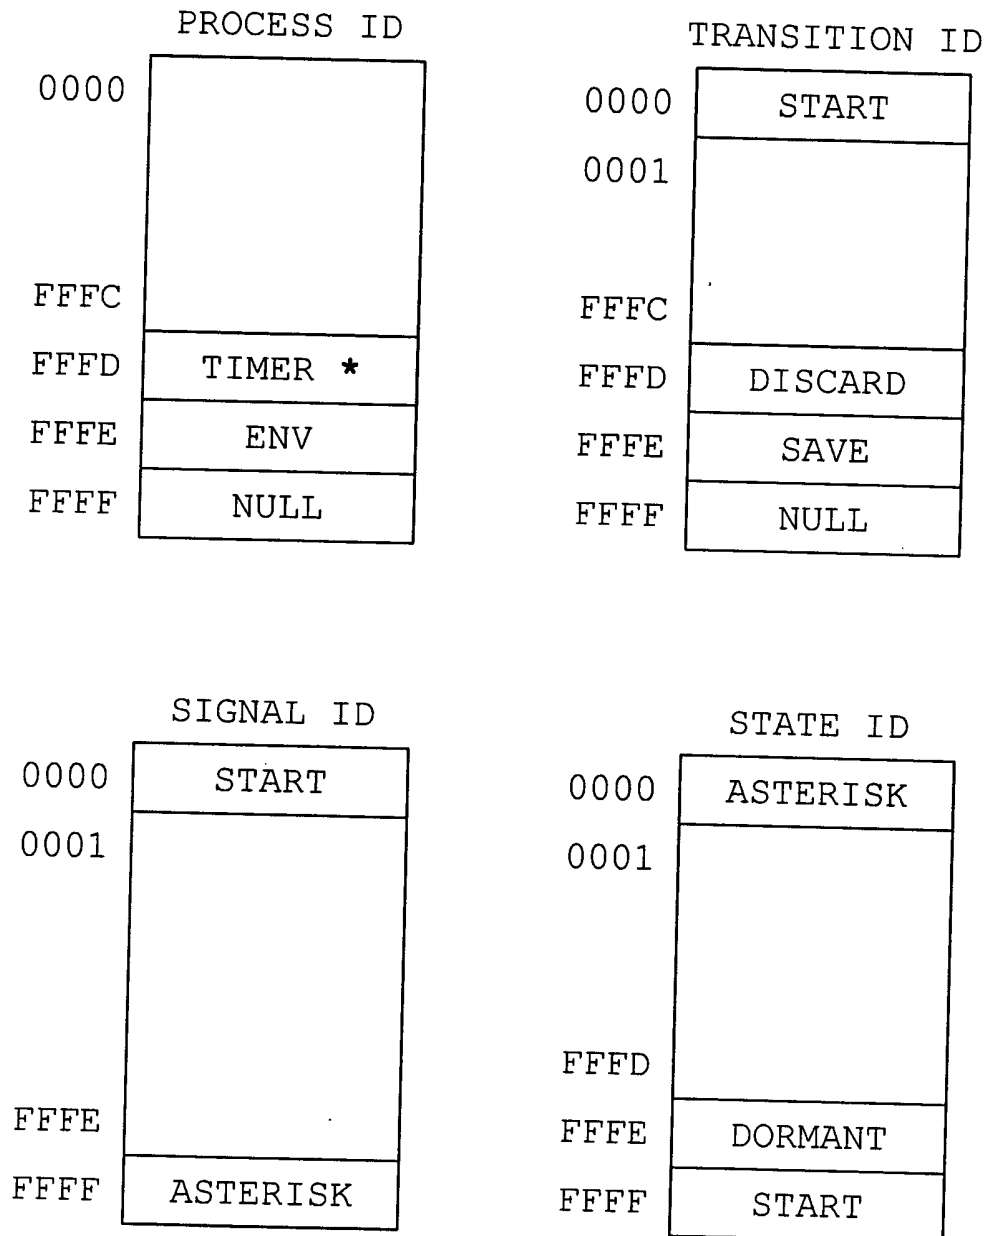 PROCESS ID
0000
FFFC
FFFD TIMER *
FFFE ENV
FFFF NULL
TRANSITION ID
0000 START
0001
FFFC
FFFD DISCARD
FFFE SAVE
FFFF NULL
SIGNAL ID
0000 START
0001
FFFE
FFFF ASTERISK
STATE ID
0000 ASTERISK
0001
FFFD
FFFE DORMANT
FFFF START